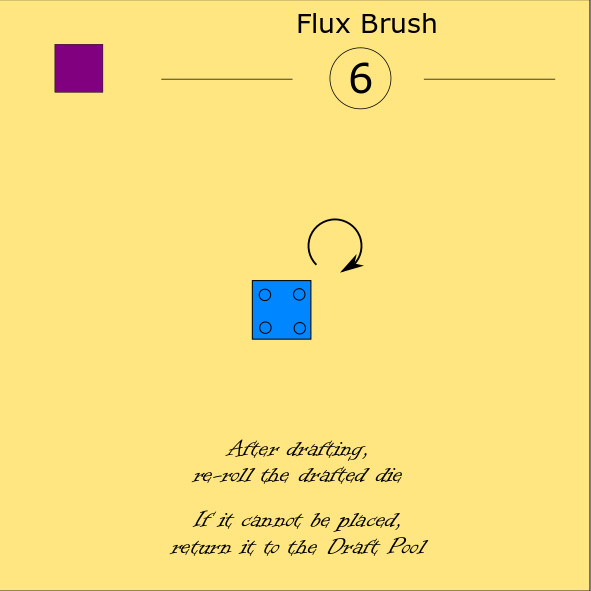 Flux Brush
6
After drafting,
re-roll the drafted die
If it cannot be placed,
return it to the Draft Pool